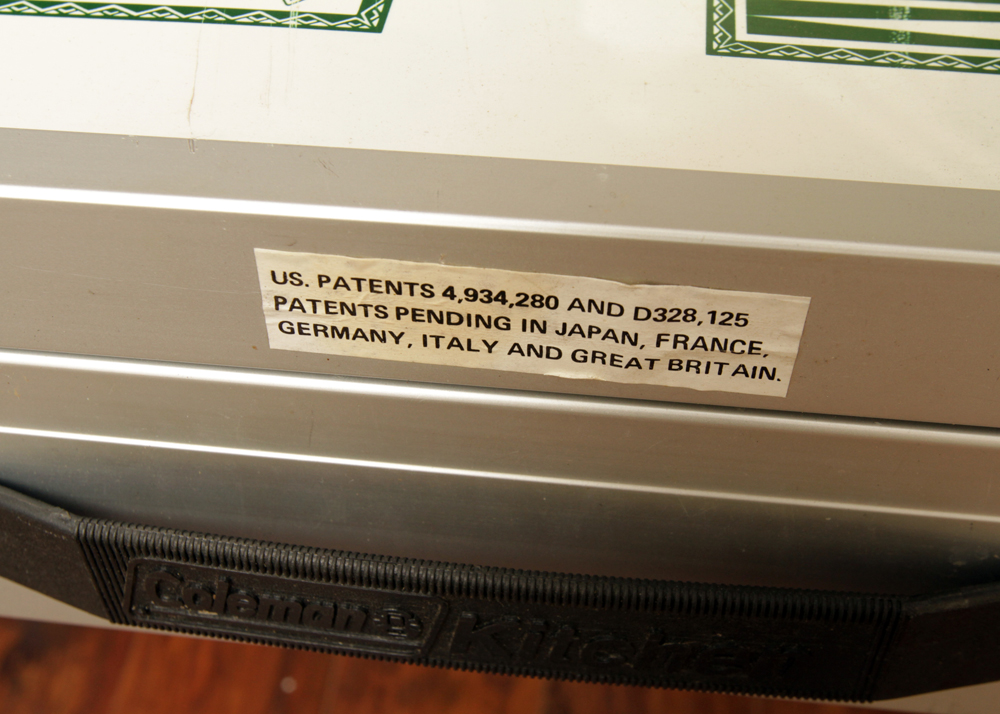 US. PATENTS 4,934,280 AND D328,125
PATENTS PENDING IN JAPAN, FRANCE,
GERMANY, ITALY AND GREAT BRITAIN.
Coleman Kitchen